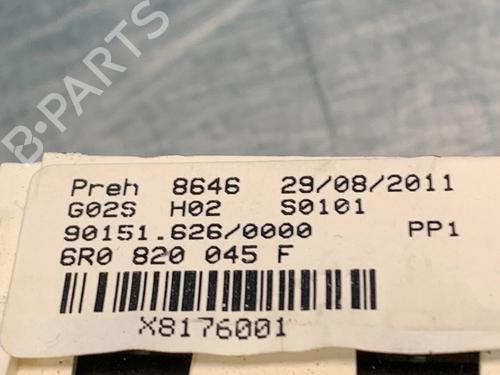 B-PARTS
Preh 8646 29/08/2011
G02S H02 S0101
90151.626/0000 PP1
6R0 820 045 F
X8176001